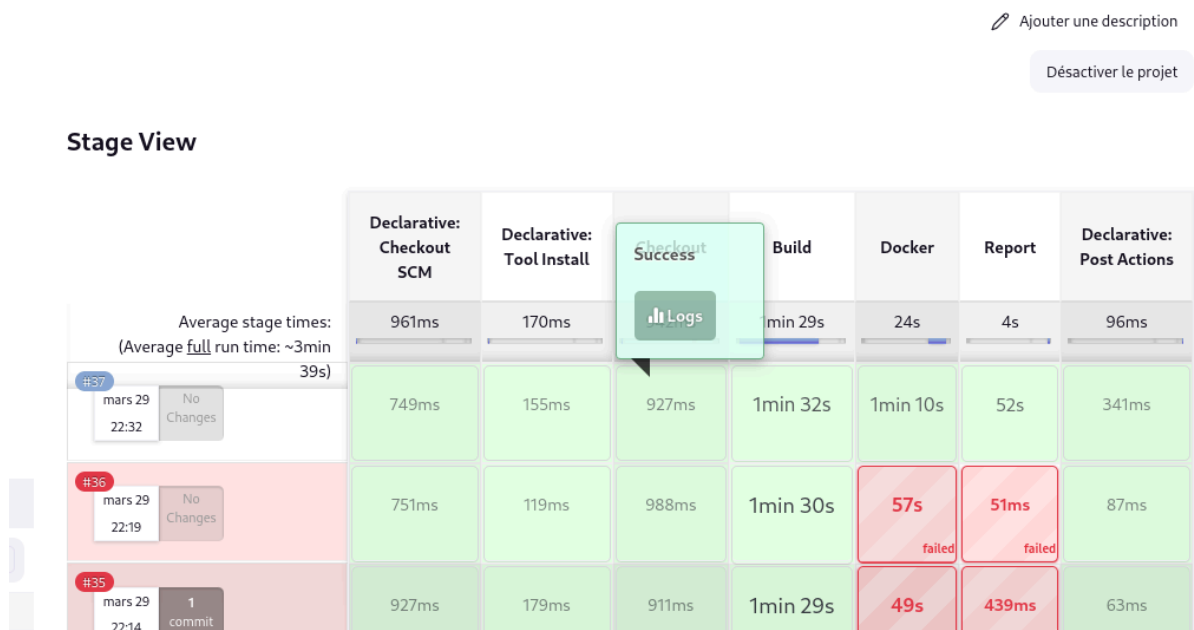 Ajouter une description
Désactiver le projet
Stage View
Declarative:
Checkout
SCM
Declarative:
Tool Install
Checkout
Build
Docker
Report
Declarative:
Post Actions
Success
Logs
Average stage times:
(Average full run time: ~3min
39s)
961ms
170ms
1min 29s
24s
4s
96ms
#37
mars 29
22:32
No
Changes
749ms
155ms
927ms
1min 32s
1min 10s
52s
341ms
#36
mars 29
22:19
No
Changes
751ms
119ms
988ms
1min 30s
57s
failed
51ms
failed
87ms
#35
mars 29
22:14
1
commit
927ms
179ms
911ms
1min 29s
49s
439ms
63ms